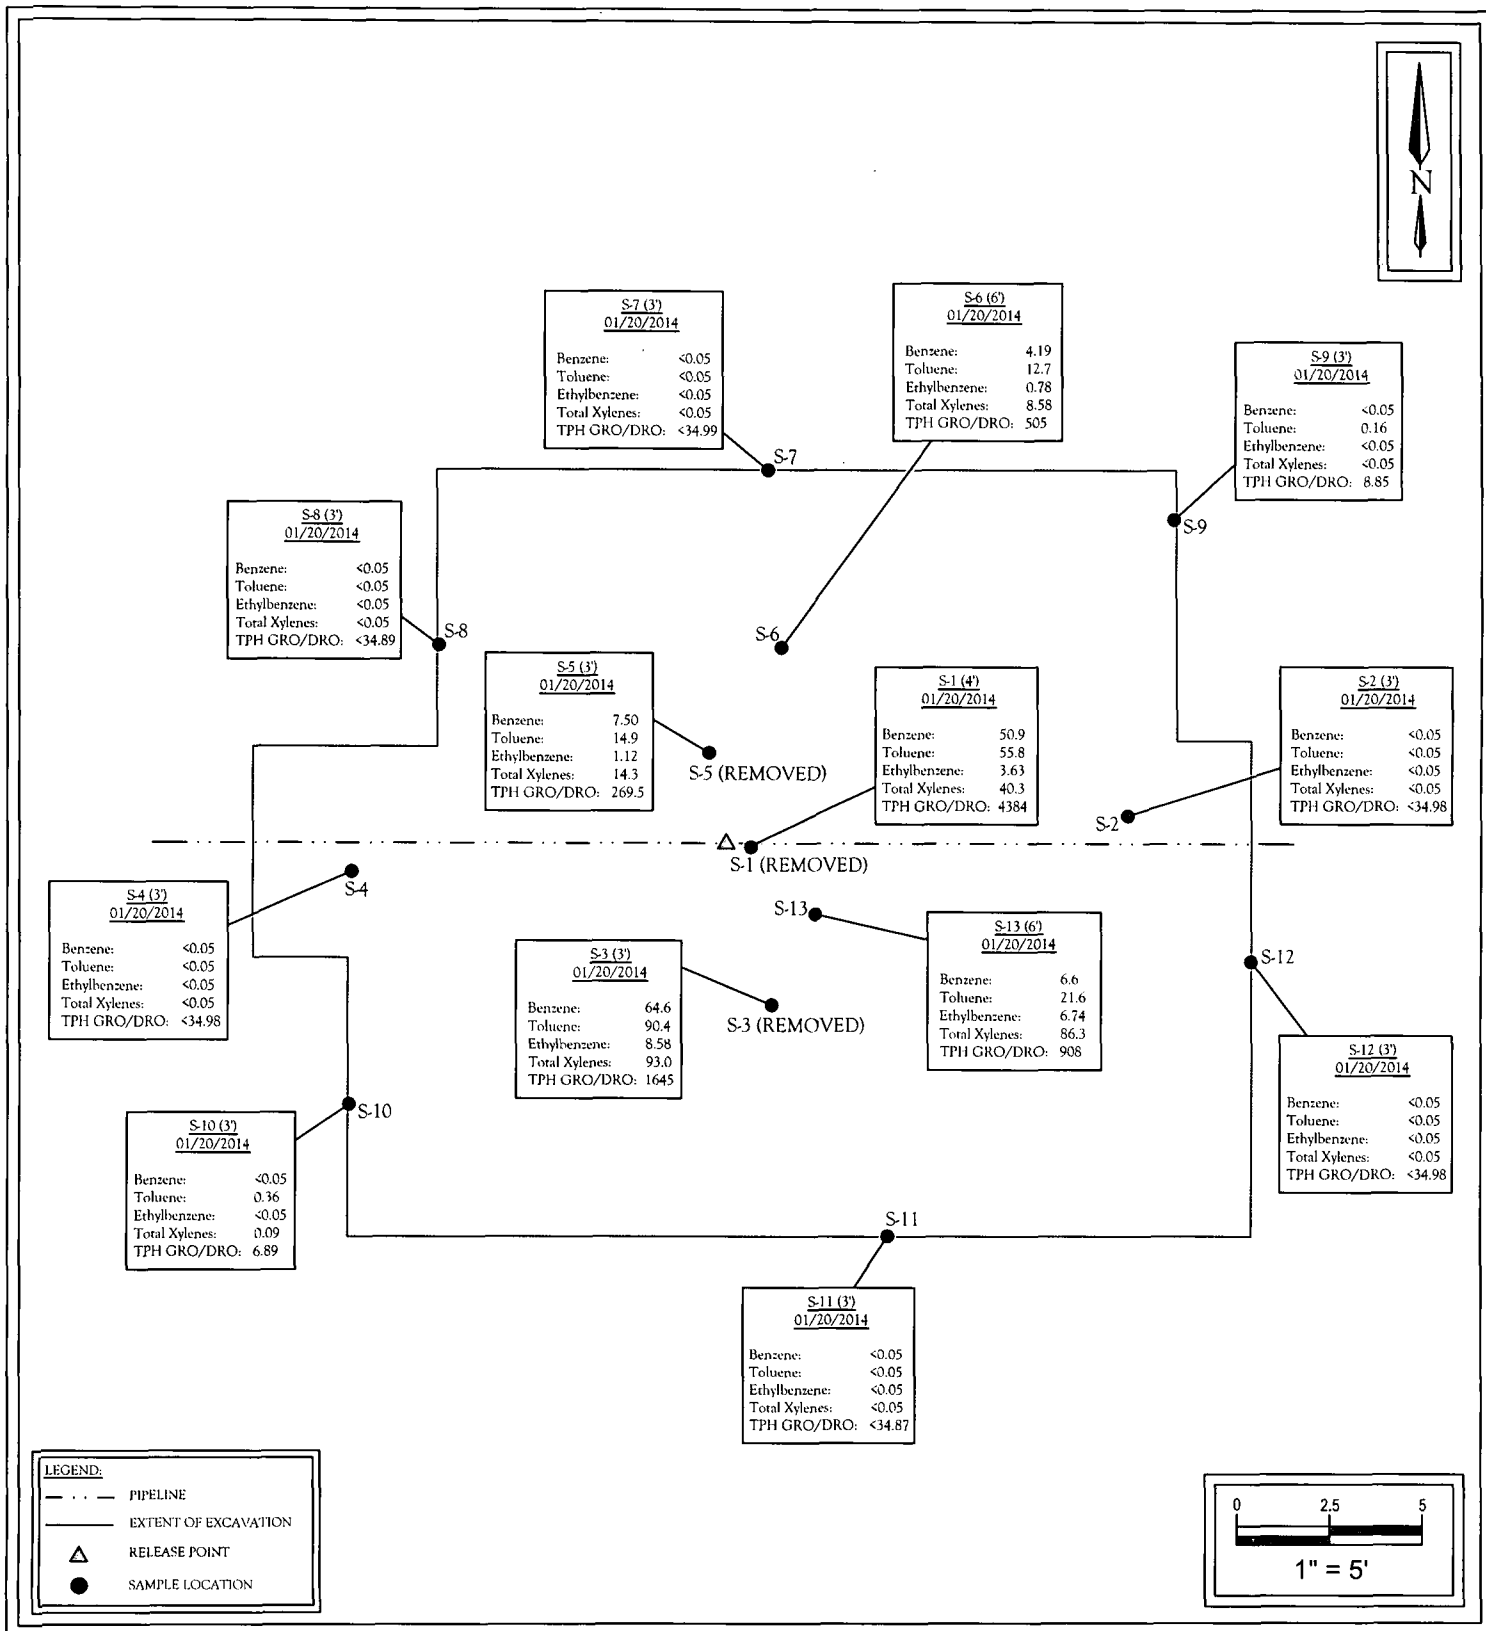 N
S-7 (3')
01/20/2014
Benzene: <0.05
Toluene: <0.05
Ethylbenzene: <0.05
Total Xylenes: <0.05
TPH GRO/DRO: <34.99
S-6 (6')
01/20/2014
Benzene: 4.19
Toluene: 12.7
Ethylbenzene: 0.78
Total Xylenes: 8.58
TPH GRO/DRO: 505
S-9 (3')
01/20/2014
Benzene: <0.05
Toluene: 0.16
Ethylbenzene: <0.05
Total Xylenes: <0.05
TPH GRO/DRO: 8.85
S-7
S-9
S-8 (3')
01/20/2014
Benzene: <0.05
Toluene: <0.05
Ethylbenzene: <0.05
Total Xylenes: <0.05
TPH GRO/DRO: <34.89
S-8
S-6
S-5 (3')
01/20/2014
Benzene: 7.50
Toluene: 14.9
Ethylbenzene: 1.12
Total Xylenes: 14.3
TPH GRO/DRO: 269.5
S-5 (REMOVED)
S-1 (4')
01/20/2014
Benzene: 50.9
Toluene: 55.8
Ethylbenzene: 3.63
Total Xylenes: 40.3
TPH GRO/DRO: 4384
S-2 (3')
01/20/2014
Benzene: <0.05
Toluene: <0.05
Ethylbenzene: <0.05
Total Xylenes: <0.05
TPH GRO/DRO: <34.98
S-2
S-1 (REMOVED)
S-4
S-4 (3')
01/20/2014
Benzene: <0.05
Toluene: <0.05
Ethylbenzene: <0.05
Total Xylenes: <0.05
TPH GRO/DRO: <34.98
S-13
S-3 (3')
01/20/2014
Benzene: 64.6
Toluene: 90.4
Ethylbenzene: 8.58
Total Xylenes: 93.0
TPH GRO/DRO: 1645
S-3 (REMOVED)
S-13 (6')
01/20/2014
Benzene: 6.6
Toluene: 21.6
Ethylbenzene: 6.74
Total Xylenes: 86.3
TPH GRO/DRO: 908
S-12
S-12 (3')
01/20/2014
Benzene: <0.05
Toluene: <0.05
Ethylbenzene: <0.05
Total Xylenes: <0.05
TPH GRO/DRO: <34.98
S-10
S-10 (3')
01/20/2014
Benzene: <0.05
Toluene: 0.36
Ethylbenzene: <0.05
Total Xylenes: 0.09
TPH GRO/DRO: 6.89
S-11
S-11 (3')
01/20/2014
Benzene: <0.05
Toluene: <0.05
Ethylbenzene: <0.05
Total Xylenes: <0.05
TPH GRO/DRO: <34.87
LEGEND:
PIPELINE
EXTENT OF EXCAVATION
RELEASE POINT
SAMPLE LOCATION
0 2.5 5
1" = 5'